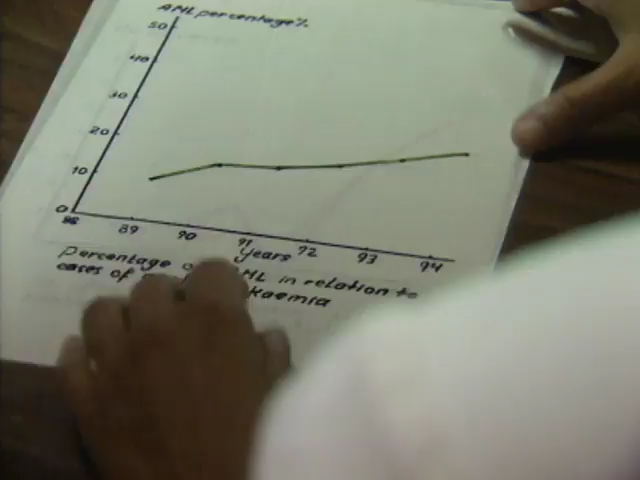 AML percentage %
50
40
30
20
10
0
88 89 90 91 92 93 94
Years
Percentage AML in relation to
cases of kaemia